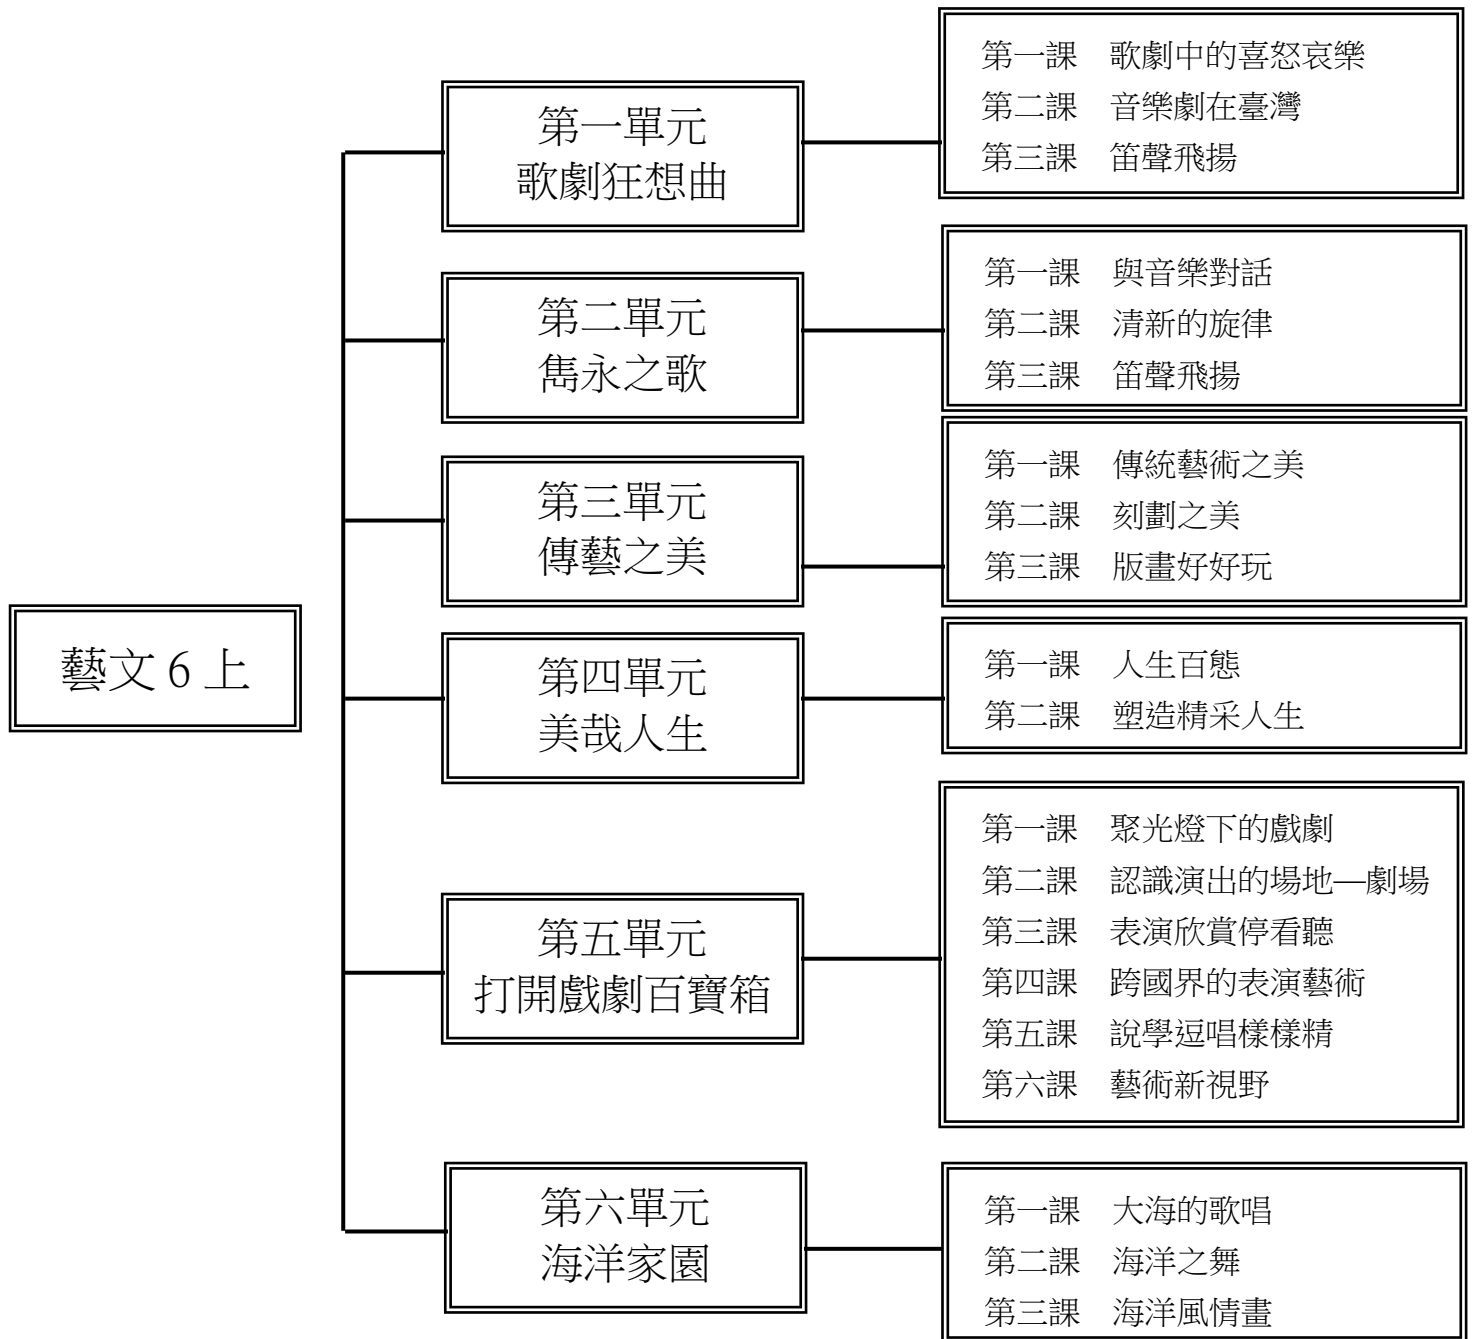 藝文6上
第一單元
歌劇狂想曲
第一課 歌劇中的喜怒哀樂
第二課 音樂劇在臺灣
第三課 笛聲飛揚
第二單元
雋永之歌
第一課 與音樂對話
第二課 清新的旋律
第三課 笛聲飛揚
第三單元
傳藝之美
第一課 傳統藝術之美
第二課 刻劃之美
第三課 版畫好好玩
第四單元
美哉人生
第一課 人生百態
第二課 塑造精采人生
第五單元
打開戲劇百寶箱
第一課 聚光燈下的戲劇
第二課 認識演出的場地—劇場
第三課 表演欣賞停看聽
第四課 跨國界的表演藝術
第五課 說學逗唱樣樣精
第六課 藝術新視野
第六單元
海洋家園
第一課 大海的歌唱
第二課 海洋之舞
第三課 海洋風情畫